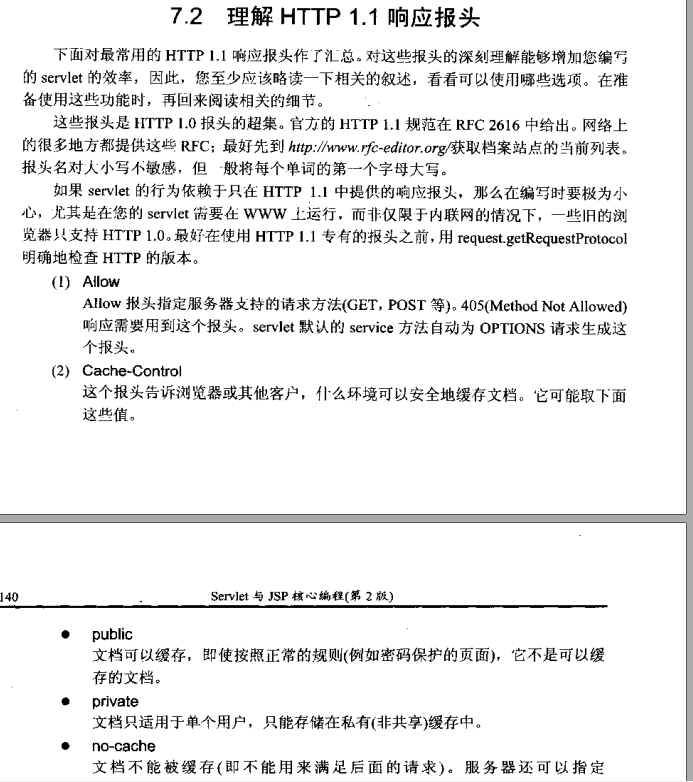 7.2 理解 HTTP 1.1 响应报头
下面对最常用的 HTTP 1.1 响应报头作了汇总。对这些报头的深刻理解能够增加您编写
的 servlet 的效率，因此，您至少应该略读一下相关的叙述，看看可以使用哪些选项。在准
备使用这些功能时，再回来阅读相关的细节。
这些报头是 HTTP 1.0 报头的超集。官方的 HTTP 1.1 规范在 RFC 2616 中给出。网络上
的很多地方都提供这些 RFC；最好先到 http://www.rfc-editor.org/获取档案站点的当前列表。
报头名对大小写不敏感，但一般将每个单词的第一个字母大写。
如果 servlet 的行为依赖于只在 HTTP 1.1 中提供的响应报头，那么在编写时要极为小
心，尤其是在您的 servlet 需要在 WWW 上运行，而非仅限于内联网的情况下，一些旧的浏
览器只支持 HTTP 1.0。最好在使用 HTTP 1.1 专有的报头之前，用 request.getRequestProtocol
明确地检查 HTTP 的版本。
(1) Allow
Allow 报头指定服务器支持的请求方法(GET，POST 等)。405(Method Not Allowed)
响应需要用到这个报头。servlet 默认的 service 方法自动为 OPTIONS 请求生成这
个报头。
(2) Cache-Control
这个报头告诉浏览器或其他客户，什么环境可以安全地缓存文档。它可能取下面
这些值。
140 Servlet 与 JSP 核心编程(第 2 版)
● public
文档可以缓存，即使按照正常的规则(例如密码保护的页面)，它不是可以缓
存的文档。
● private
文档只适用于单个用户，只能存储在私有(非共享)缓存中。
● no-cache
文档不能被缓存(即不能用来满足后面的请求)。服务器还可以指定